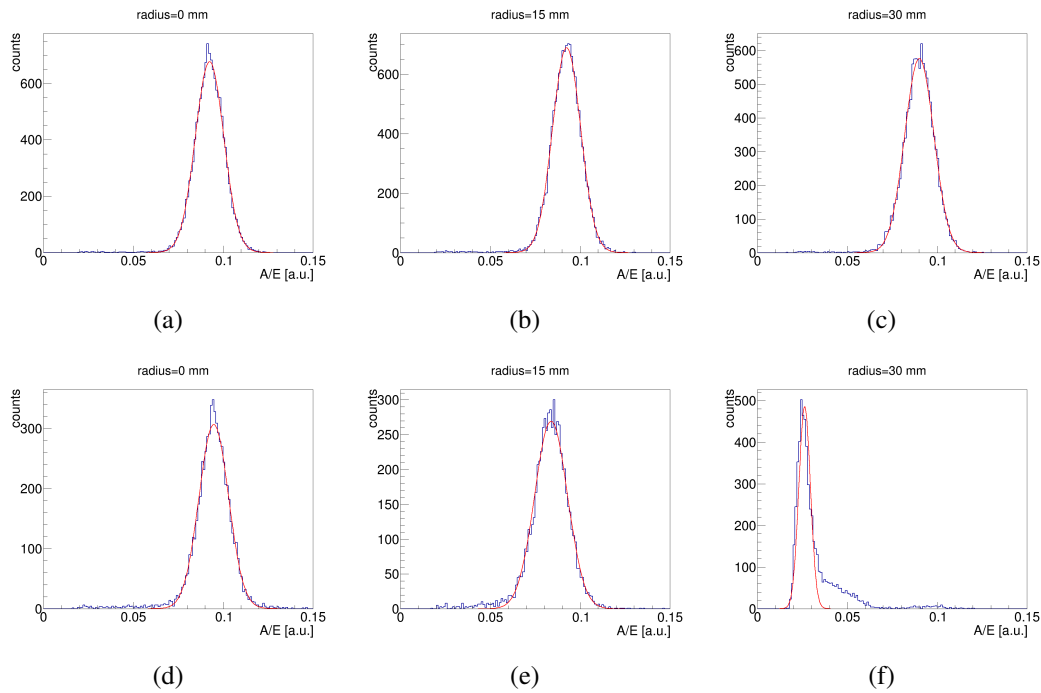 radius=0 mm
counts
600
400
200
0
0 0.05 0.1 0.15
A/E [a.u.]
(a)
radius=15 mm
counts
600
400
200
0
0 0.05 0.1 0.15
A/E [a.u.]
(b)
radius=30 mm
counts
600
500
400
300
200
100
0
0 0.05 0.1 0.15
A/E [a.u.]
(c)
radius=0 mm
counts
300
200
100
0
0 0.05 0.1 0.15
A/E [a.u.]
(d)
radius=15 mm
counts
300
250
200
150
100
50
0
0 0.05 0.1 0.15
A/E [a.u.]
(e)
radius=30 mm
counts
500
400
300
200
100
0
0 0.05 0.1 0.15
A/E [a.u.]
(f)